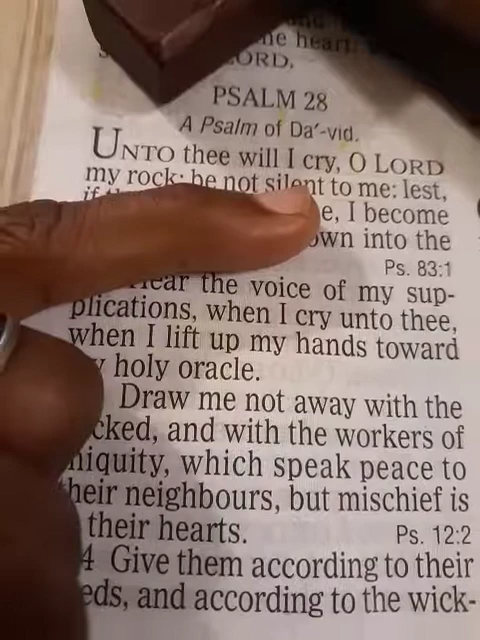 he heart
ORD.
PSALM 28
A Psalm of Da′-vid.
UNTO thee will I cry, O LORD
my rock; be not silent to me: lest,
if
e, I become
own into the
Ps. 83:1
ear the voice of my sup-
plications, when I cry unto thee,
when I lift up my hands toward
y holy oracle.
Draw me not away with the
cked, and with the workers of
niquity, which speak peace to
their neighbours, but mischief is
their hearts. Ps. 12:2
4 Give them according to their
eds, and according to the wick-